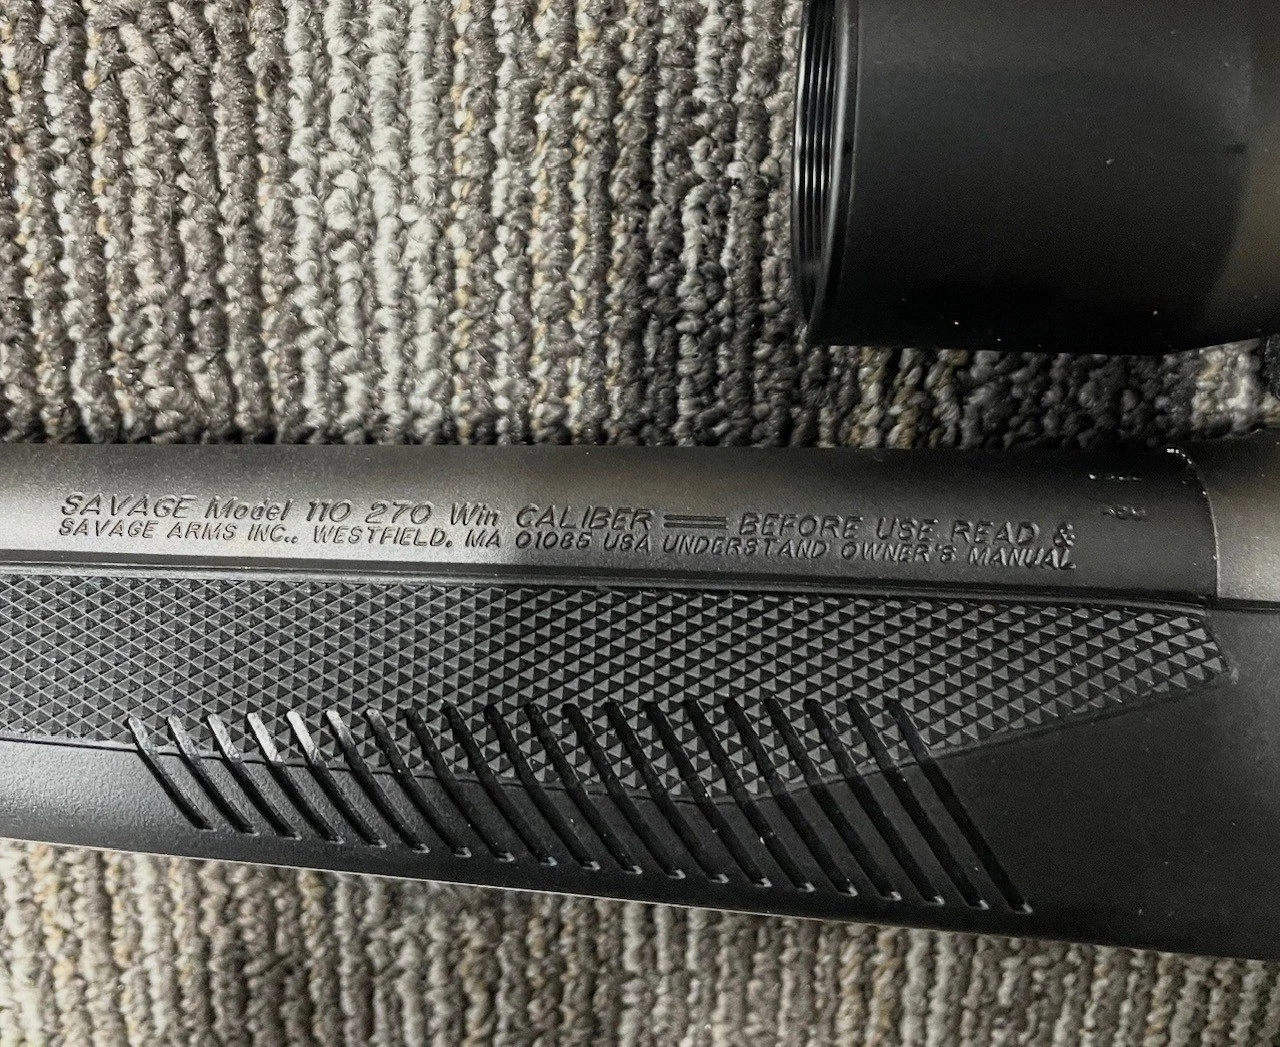 SAVAGE Model 110 270 Win CALIBER ══ BEFORE USE READ &
SAVAGE ARMS INC., WESTFIELD, MA 01085 USA UNDERSTAND OWNER'S MANUAL